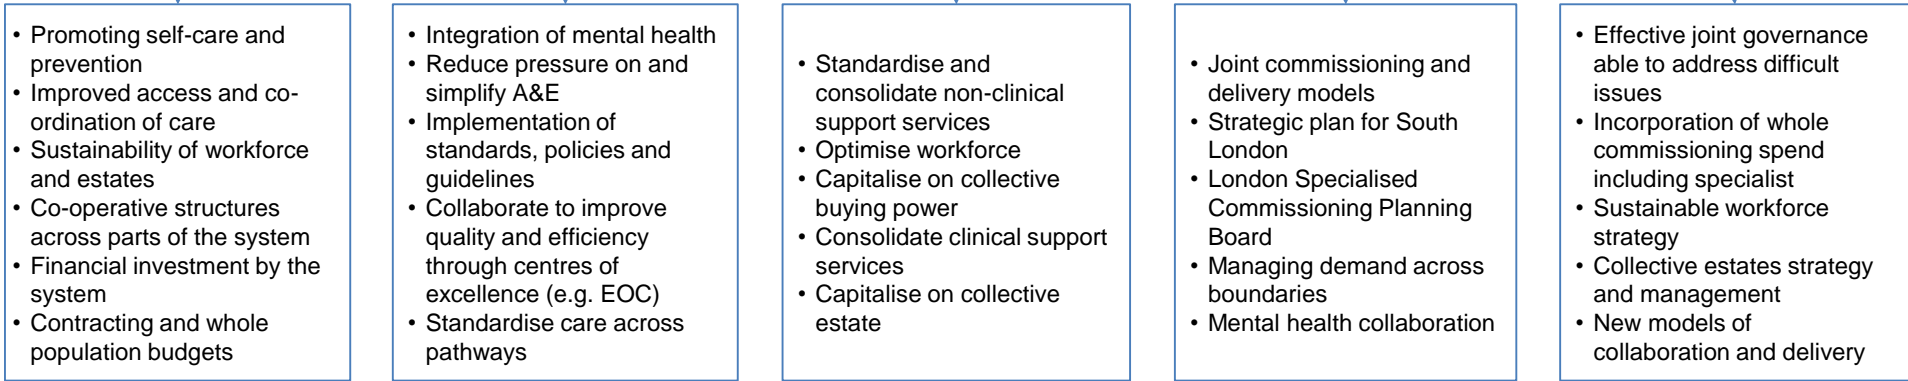 • Promoting self-care and
prevention
• Improved access and co-
ordination of care
• Sustainability of workforce
and estates
• Co-operative structures
across parts of the system
• Financial investment by the
system
• Contracting and whole
population budgets
• Integration of mental health
• Reduce pressure on and
simplify A&E
• Implementation of
standards, policies and
guidelines
• Collaborate to improve
quality and efficiency
through centres of
excellence (e.g. EOC)
• Standardise care across
pathways
• Standardise and
consolidate non-clinical
support services
• Optimise workforce
• Capitalise on collective
buying power
• Consolidate clinical support
services
• Capitalise on collective
estate
• Joint commissioning and
delivery models
• Strategic plan for South
London
• London Specialised
Commissioning Planning
Board
• Managing demand across
boundaries
• Mental health collaboration
• Effective joint governance
able to address difficult
issues
• Incorporation of whole
commissioning spend
including specialist
• Sustainable workforce
strategy
• Collective estates strategy
and management
• New models of
collaboration and delivery